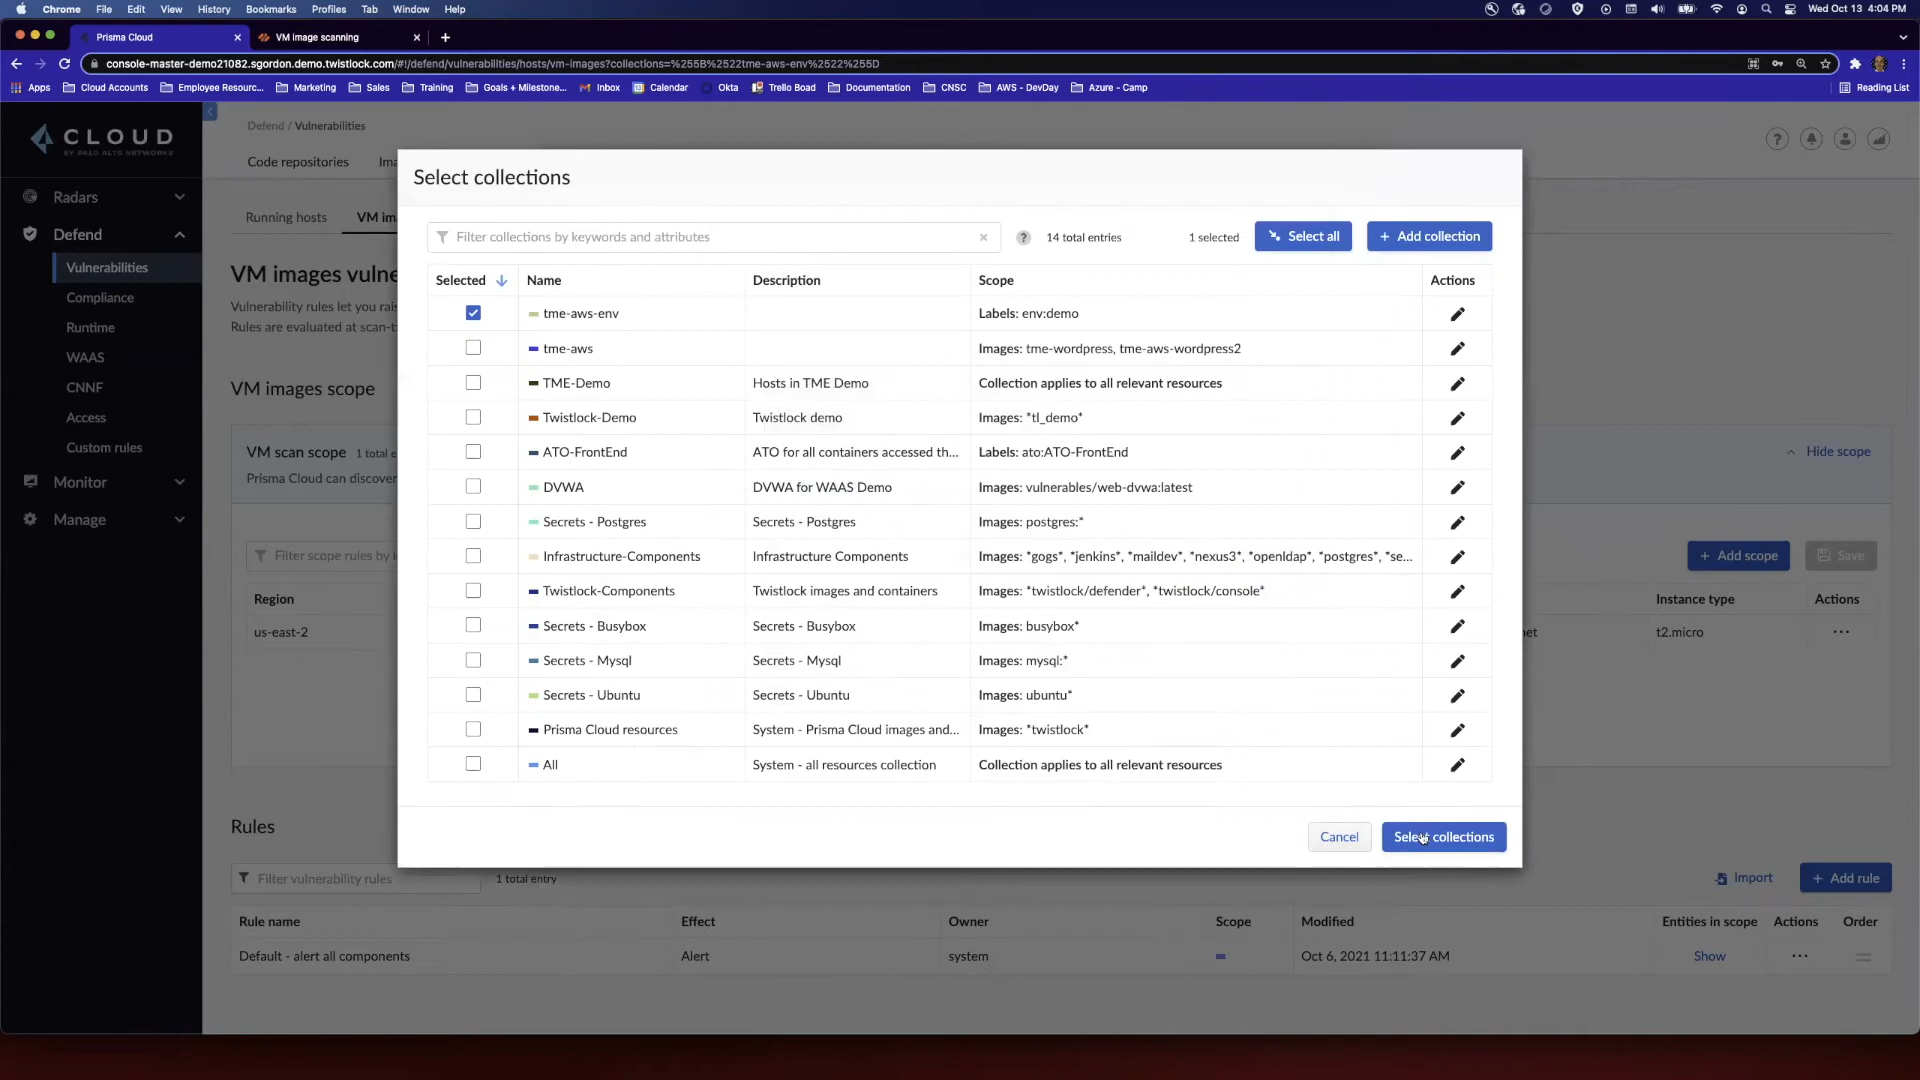 Chrome File Edit View History Bookmarks Profiles Tab Window Help Wed Oct 13 4:04 PM
Prisma Cloud VM image scanning
console-master-demo21082.sgordon.demo.twistlock.com/#!/defend/vulnerabilities/hosts/vm-images?collections=%255B%2522tme-aws-env%2522%255D
Apps Cloud Accounts Employee Resourc... Marketing Sales Training Goals + Milestone... Inbox Calendar Okta Trello Boad Documentation CNSC AWS - DevDay Azure - Camp Reading List
CLOUD
BY PALO ALTO NETWORKS
Defend / Vulnerabilities
Code repositories Ima
Radars
Defend
Vulnerabilities
Compliance
Runtime
WAAS
CNNF
Access
Custom rules
Monitor
Manage
Running hosts VM im
VM images vulne
Vulnerability rules let you rai
Rules are evaluated at scan-t
VM images scope
VM scan scope 1 total e
Prisma Cloud can discover
Hide scope
Filter scope rules by
+ Add scope Save
Region Instance type Actions
us-east-2 net t2.micro ...
Select collections
Filter collections by keywords and attributes × ? 14 total entries 1 selected Select all + Add collection
Selected Name Description Scope Actions
tme-aws-env Labels: env:demo
tme-aws Images: tme-wordpress, tme-aws-wordpress2
TME-Demo Hosts in TME Demo Collection applies to all relevant resources
Twistlock-Demo Twistlock demo Images: *tl_demo*
ATO-FrontEnd ATO for all containers accessed th... Labels: ato:ATO-FrontEnd
DVWA DVWA for WAAS Demo Images: vulnerables/web-dvwa:latest
Secrets - Postgres Secrets - Postgres Images: postgres:*
Infrastructure-Components Infrastructure Components Images: *gogs*, *jenkins*, *maildev*, *nexus3*, *openldap*, *postgres*, *se...
Twistlock-Components Twistlock images and containers Images: *twistlock/defender*, *twistlock/console*
Secrets - Busybox Secrets - Busybox Images: busybox*
Secrets - Mysql Secrets - Mysql Images: mysql:*
Secrets - Ubuntu Secrets - Ubuntu Images: ubuntu*
Prisma Cloud resources System - Prisma Cloud images and... Images: *twistlock*
All System - all resources collection Collection applies to all relevant resources
Cancel Select collections
Rules
Filter vulnerability rules 1 total entry Import + Add rule
Rule name Effect Owner Scope Modified Entities in scope Actions Order
Default - alert all components Alert system Oct 6, 2021 11:11:37 AM Show ...